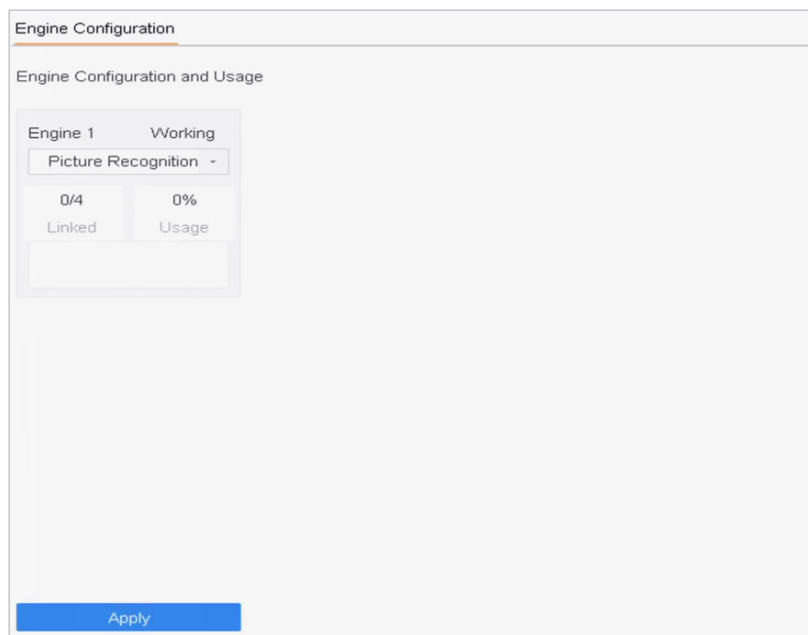 Engine Configuration
Engine Configuration and Usage
Engine 1 Working
Picture Recognition
0/4 0%
Linked Usage
Apply